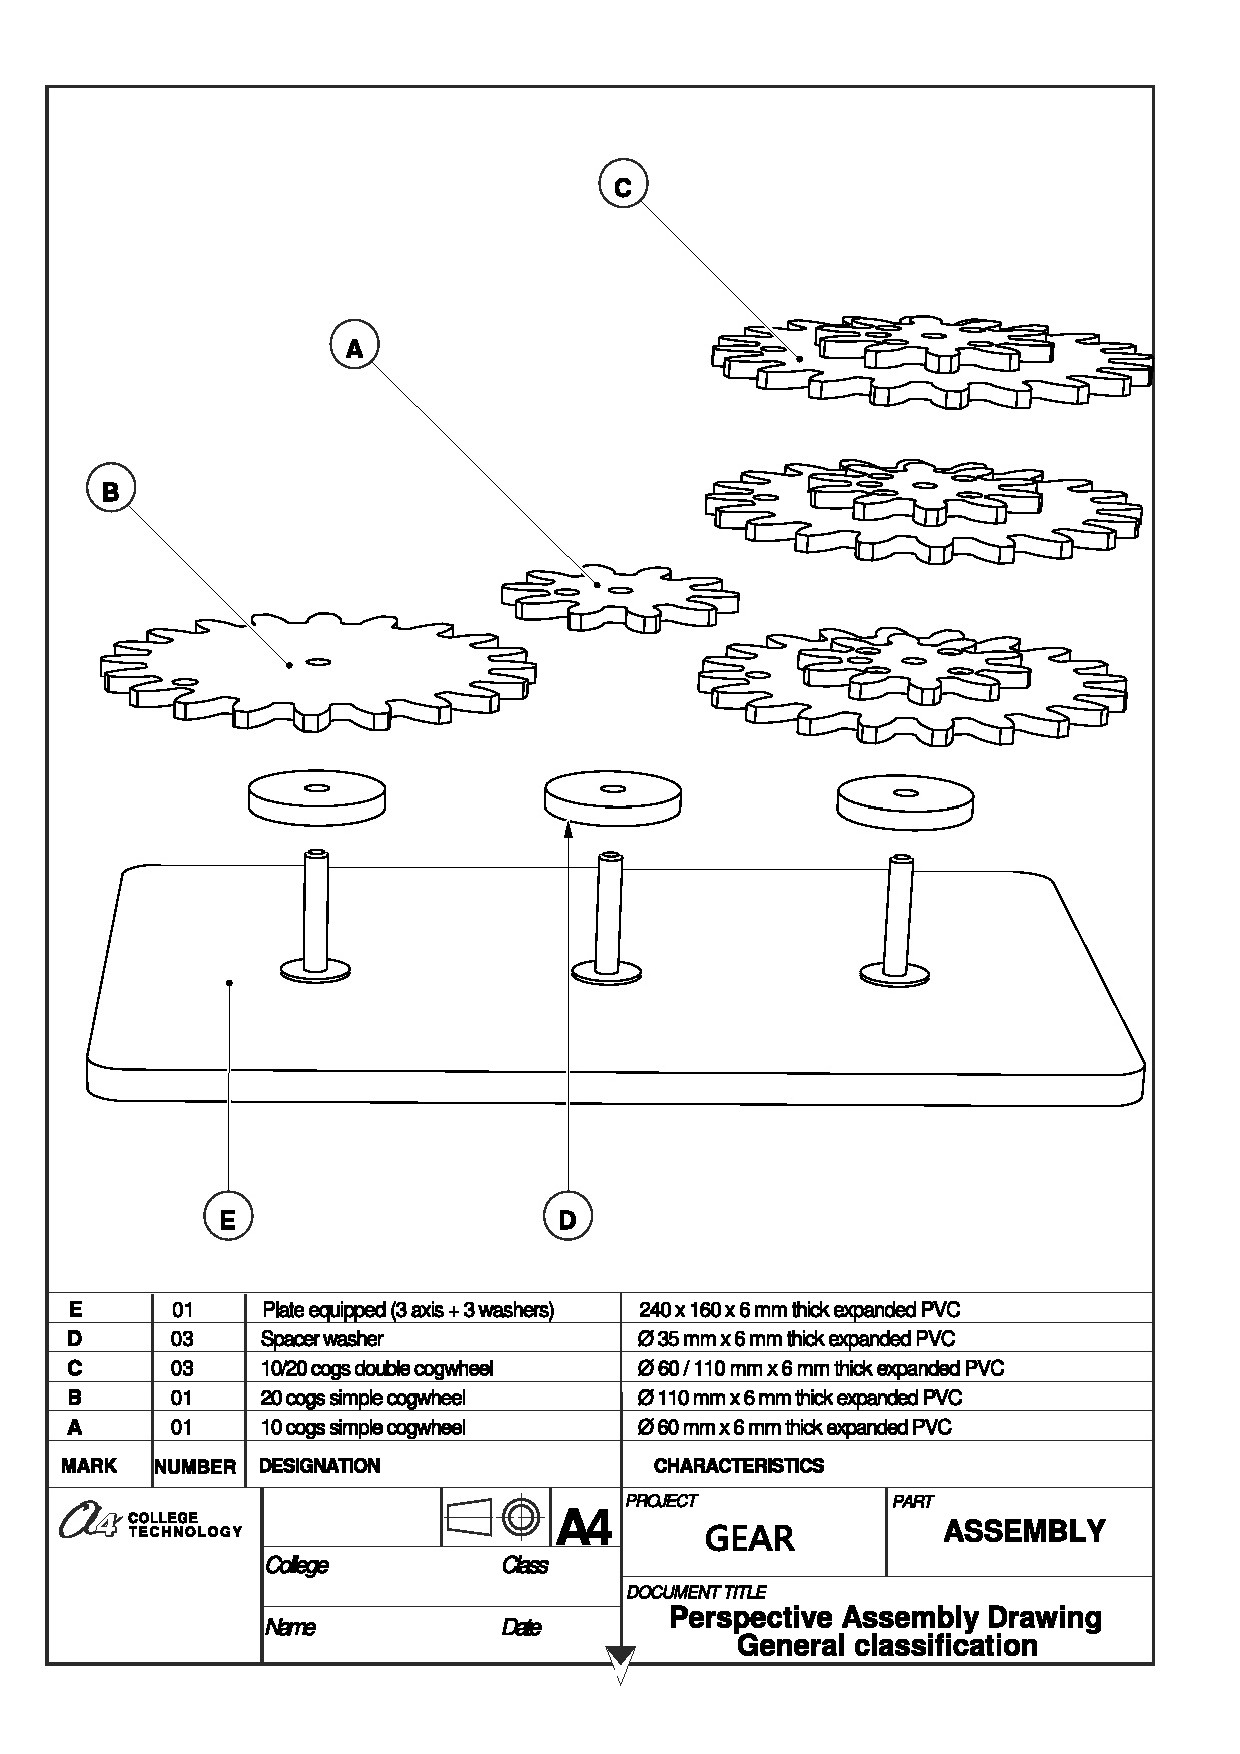 C
A
B
E
D
E 01 Plate equipped (3 axis + 3 washers) 240 x 160 x 6 mm thick expanded PVC
D 03 Spacer washer Ø 35 mm x 6 mm thick expanded PVC
C 03 10/20 cogs double cogwheel Ø 60 / 110 mm x 6 mm thick expanded PVC
B 01 20 cogs simple cogwheel Ø 110 mm x 6 mm thick expanded PVC
A 01 10 cogs simple cogwheel Ø 60 mm x 6 mm thick expanded PVC
MARK NUMBER DESIGNATION CHARACTERISTICS
A4 COLLEGE
TECHNOLOGY
A4
College Class
Name Date
PROJECT
GEAR
PART
ASSEMBLY
DOCUMENT TITLE
Perspective Assembly Drawing
General classification